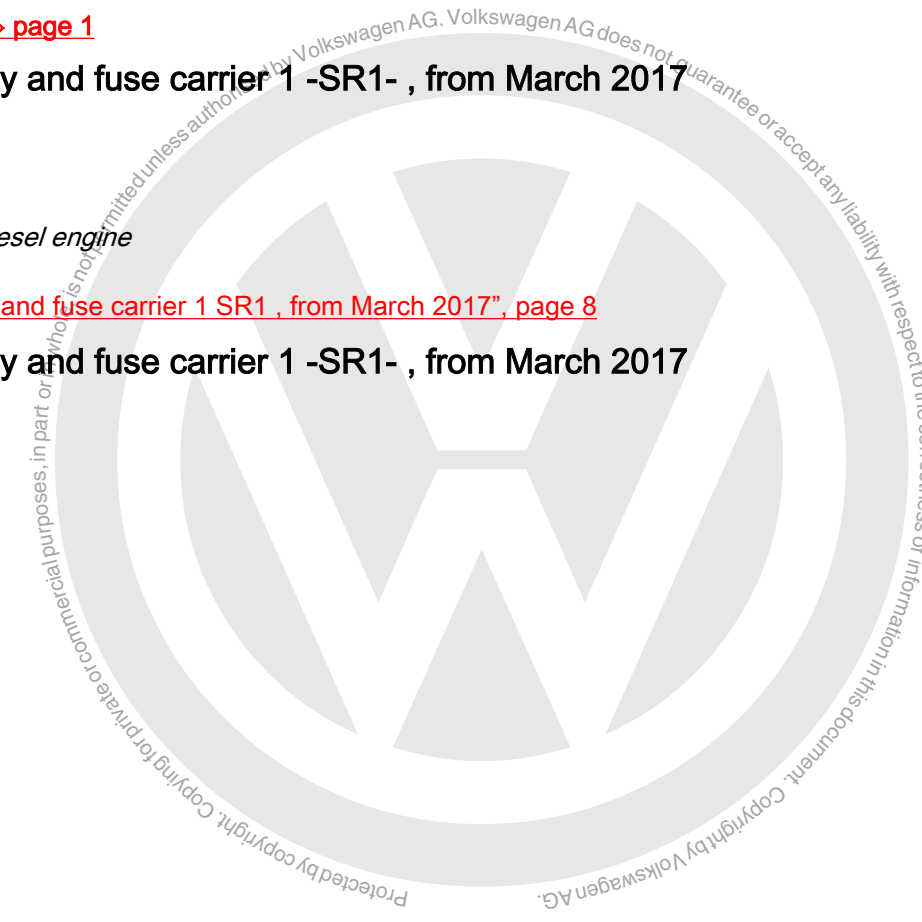 › page 1
y and fuse carrier 1 -SR1- , from March 2017
esel engine
and fuse carrier 1 SR1 , from March 2017”, page 8
y and fuse carrier 1 -SR1- , from March 2017
Protected by copyright. Copying for private or commercial purposes, in part or in whole, is not permitted unless authorised by Volkswagen AG. Volkswagen AG does not guarantee or accept any liability with respect to the correctness of information in this document. Copyright by Volkswagen AG.